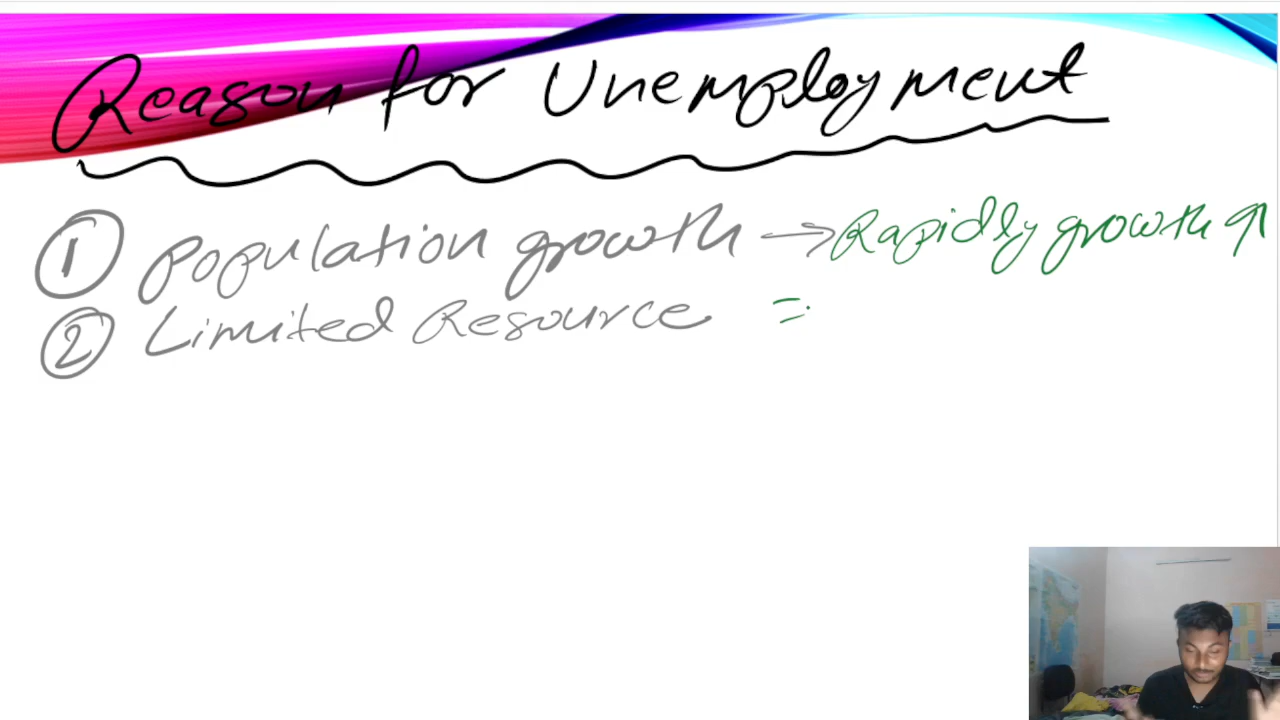 Reason for Unemployment
1 Population growth → Rapidly growth ↑
2 Limited Resource =